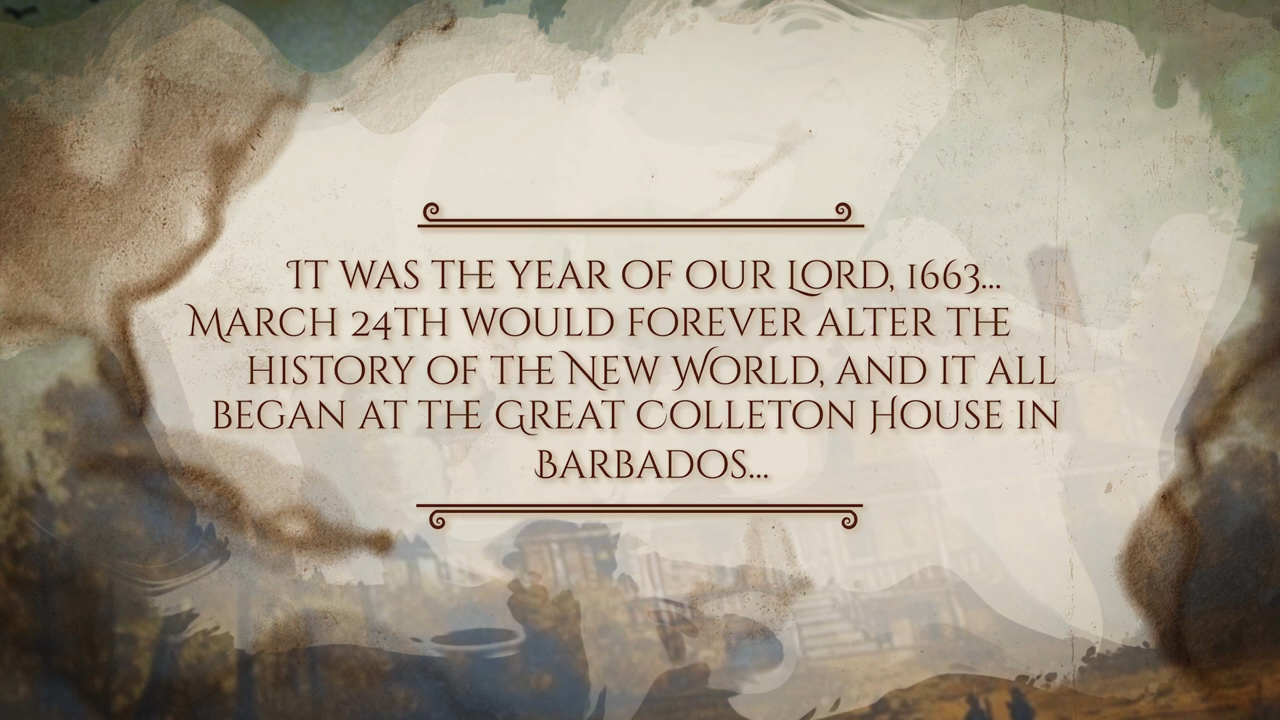 It was the year of our Lord, 1663...
March 24th would forever alter the
history of the New World, and it all
began at the Great Colleton House in
Barbados...